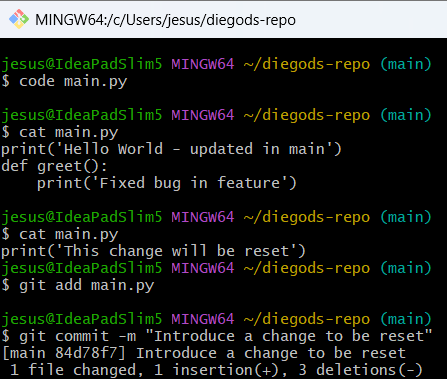 MINGW64:/c/Users/jesus/diegods-repo
jesus@IdeaPadSlim5 MINGW64 ~/diegods-repo (main)
$ code main.py
jesus@IdeaPadSlim5 MINGW64 ~/diegods-repo (main)
$ cat main.py
print('Hello World - updated in main')
def greet():
    print('Fixed bug in feature')
jesus@IdeaPadSlim5 MINGW64 ~/diegods-repo (main)
$ cat main.py
print('This change will be reset')
jesus@IdeaPadSlim5 MINGW64 ~/diegods-repo (main)
$ git add main.py
jesus@IdeaPadSlim5 MINGW64 ~/diegods-repo (main)
$ git commit -m "Introduce a change to be reset"
[main 84d78f7] Introduce a change to be reset
 1 file changed, 1 insertion(+), 3 deletions(-)